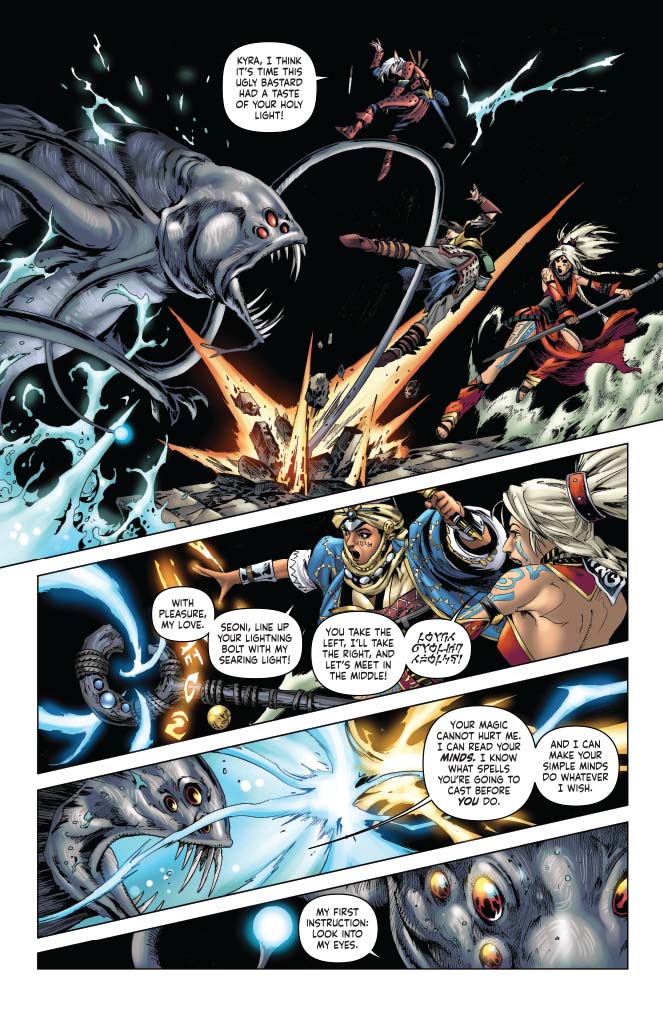 KYRA, I THINK
IT'S TIME THIS
UGLY BASTARD
HAD A TASTE
OF YOUR HOLY
LIGHT!
WITH
PLEASURE,
MY LOVE.
SEONI, LINE UP
YOUR LIGHTNING
BOLT WITH MY
SEARING LIGHT!
YOU TAKE THE
LEFT, I'LL TAKE
THE RIGHT, AND
LET'S MEET IN
THE MIDDLE!
YOUR MAGIC
CANNOT HURT ME.
I CAN READ YOUR
MINDS. I KNOW
WHAT SPELLS
YOU'RE GOING TO
CAST BEFORE
YOU DO.
AND I CAN
MAKE YOUR
SIMPLE MINDS
DO WHATEVER
I WISH.
MY FIRST
INSTRUCTION:
LOOK INTO
MY EYES.